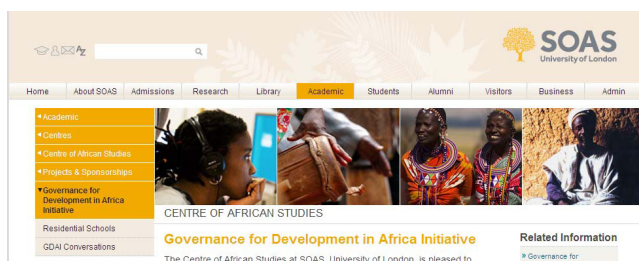 AZ
SOAS
University of London
Home About SOAS Admissions Research Library Academic Students Alumni Visitors Business Admin
Academic
Centres
Centre of African Studies
Projects & Sponsorships
Governance for
Development in Africa
Initiative
Residential Schools
GDAI Conversations
CENTRE OF AFRICAN STUDIES
Governance for Development in Africa Initiative
The Centre of African Studies at SOAS, University of London, is pleased to
Related Information
» Governance for